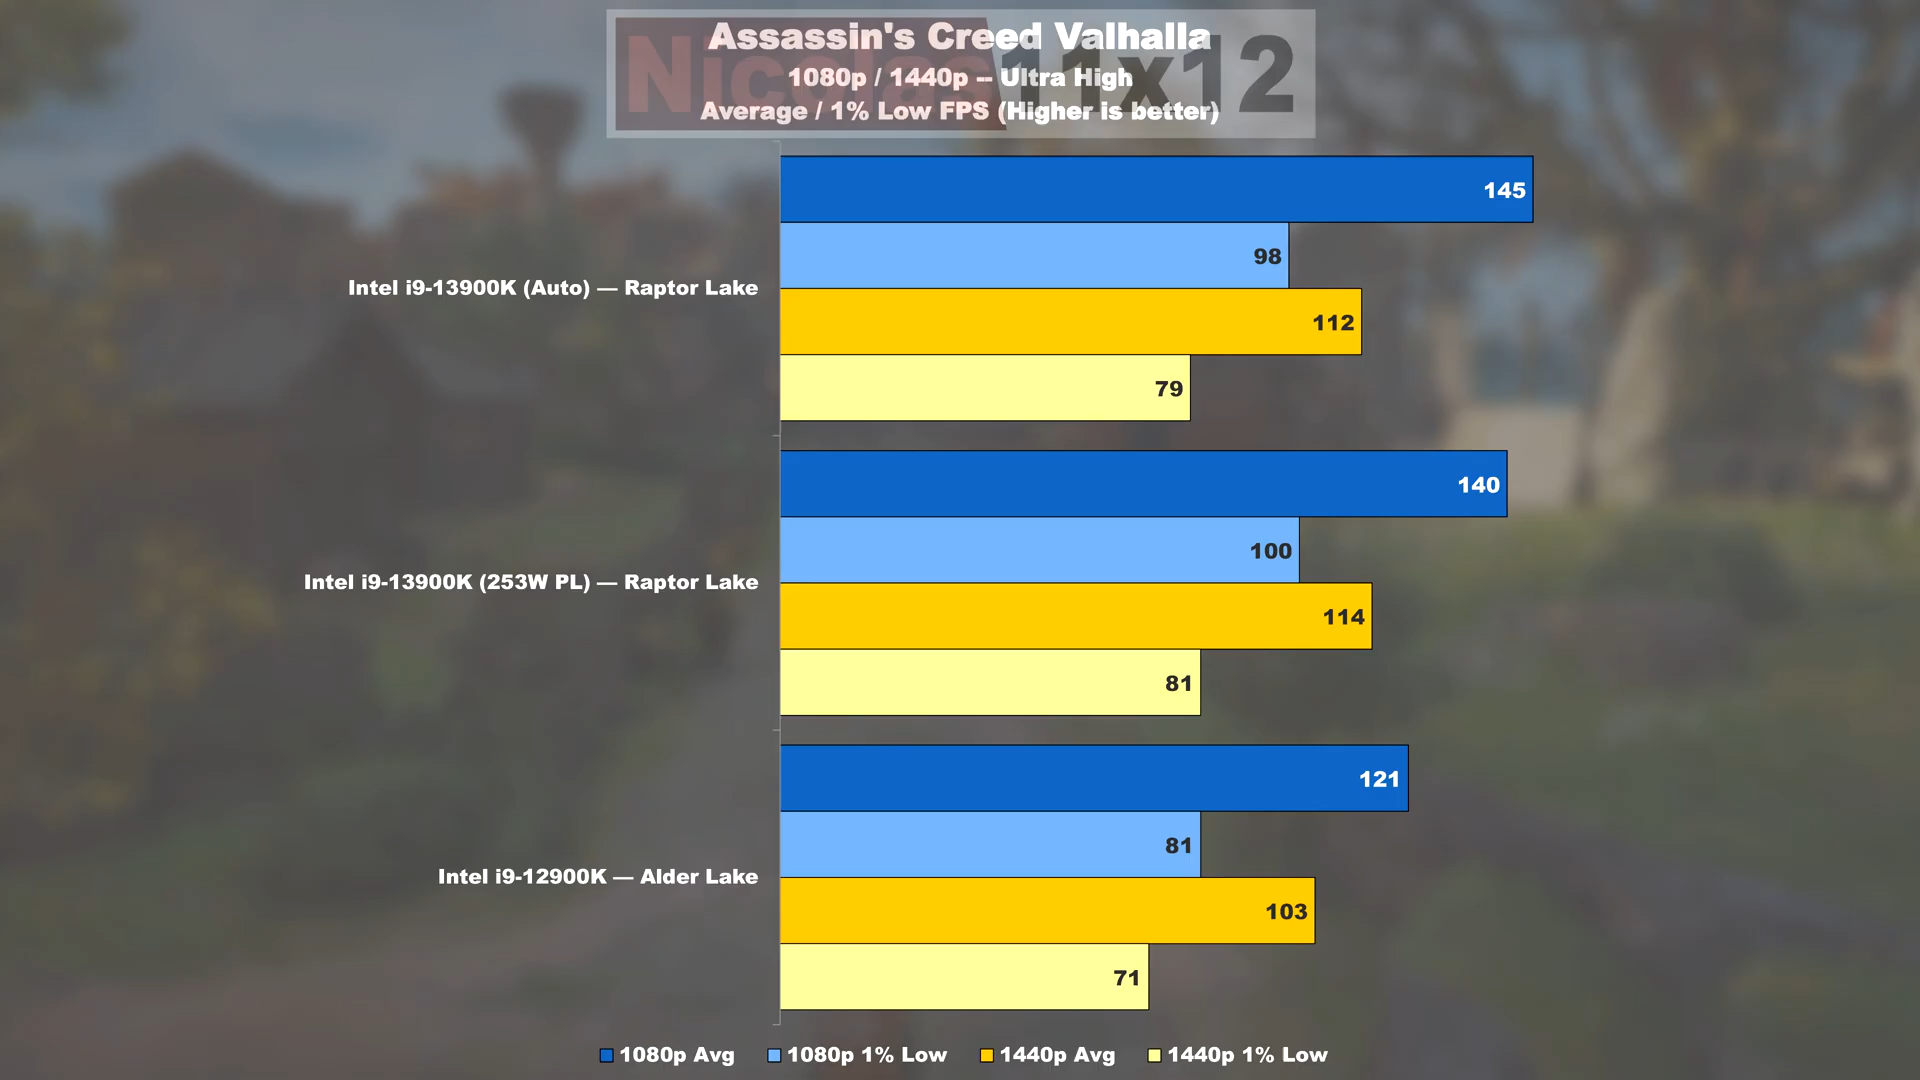 Assassin's Creed Valhalla
Nicolas11x12
1080p / 1440p -- Ultra High
Average / 1% Low FPS (Higher is better)
145
98
Intel i9-13900K (Auto) — Raptor Lake
112
79
140
100
Intel i9-13900K (253W PL) — Raptor Lake
114
81
121
81
Intel i9-12900K — Alder Lake
103
71
1080p Avg 1080p 1% Low 1440p Avg 1440p 1% Low